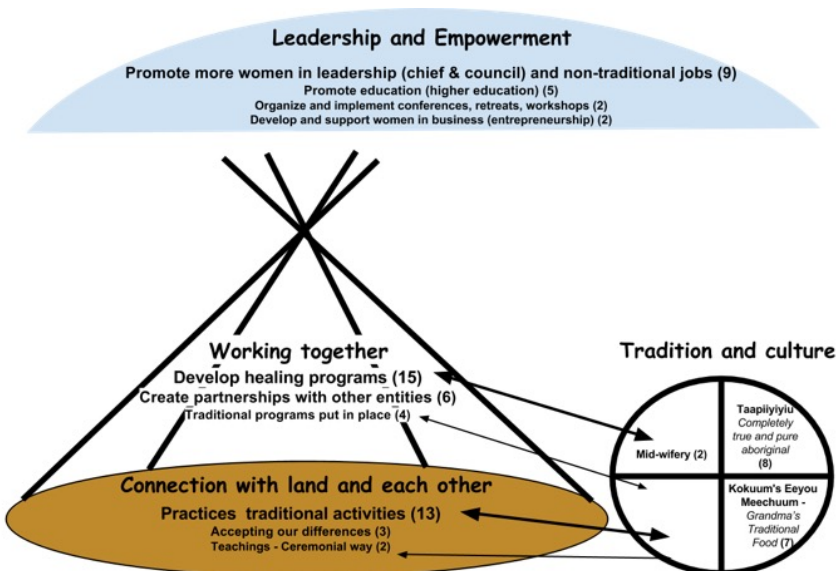 Leadership and Empowerment
Promote more women in leadership (chief & council) and non-traditional jobs (9)
Promote education (higher education) (5)
Organize and implement conferences, retreats, workshops (2)
Develop and support women in business (entrepreneurship) (2)
Working together
Develop healing programs (15)
Create partnerships with other entities (6)
Traditional programs put in place (4)
Connection with land and each other
Practices traditional activities (13)
Accepting our differences (3)
Teachings - Ceremonial way (2)
Tradition and culture
Mid-wifery (2)
Taapiiyiyiu
Completely
true and pure
aboriginal
(8)
Kokuum's Eeyou
Meechuum -
Grandma's
Traditional
Food (7)